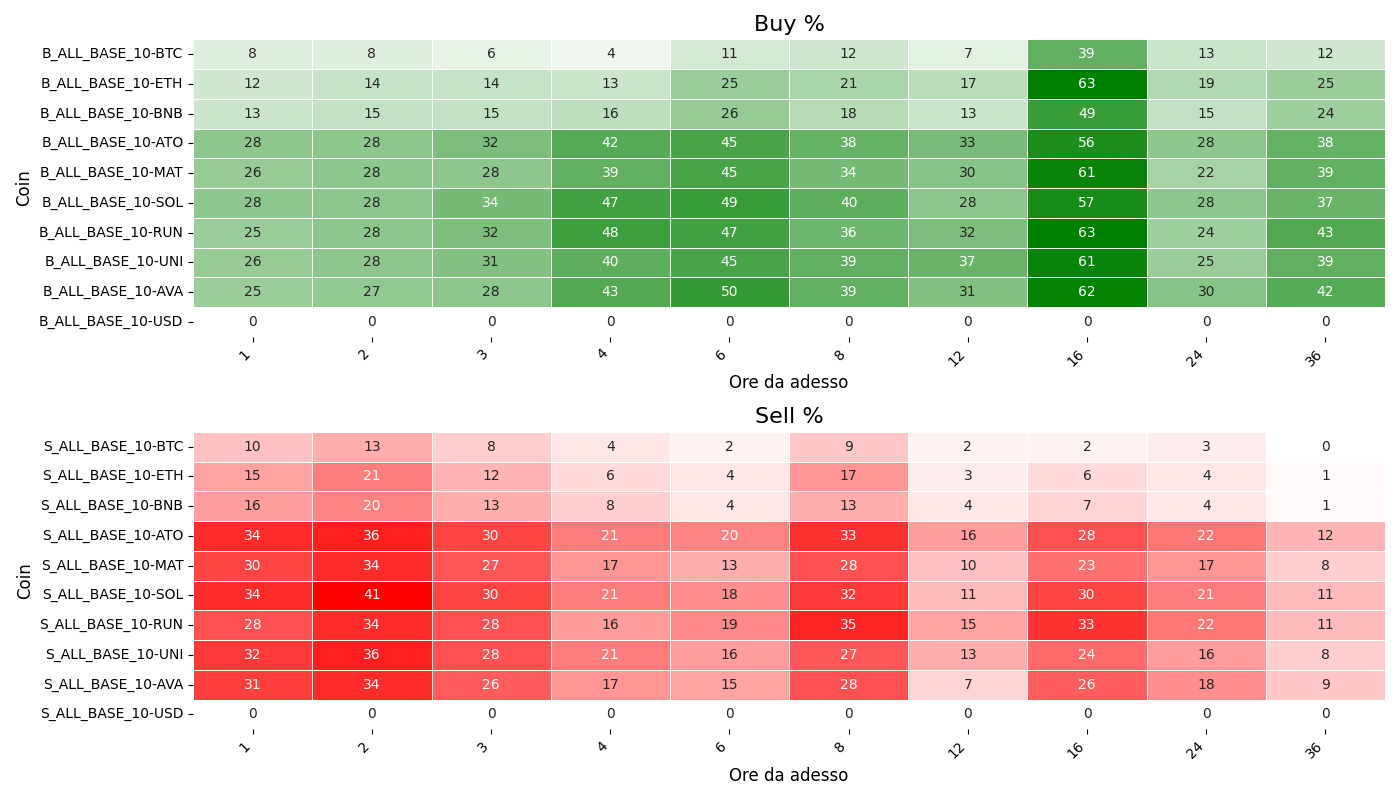 Buy %
Coin
B_ALL_BASE_10-BTC 8 8 6 4 11 12 7 39 13 12
B_ALL_BASE_10-ETH 12 14 14 13 25 21 17 63 19 25
B_ALL_BASE_10-BNB 13 15 15 16 26 18 13 49 15 24
B_ALL_BASE_10-ATO 28 28 32 42 45 38 33 56 28 38
B_ALL_BASE_10-MAT 26 28 28 39 45 34 30 61 22 39
B_ALL_BASE_10-SOL 28 28 34 47 49 40 28 57 28 37
B_ALL_BASE_10-RUN 25 28 32 48 47 36 32 63 24 43
B_ALL_BASE_10-UNI 26 28 31 40 45 39 37 61 25 39
B_ALL_BASE_10-AVA 25 27 28 43 50 39 31 62 30 42
B_ALL_BASE_10-USD 0 0 0 0 0 0 0 0 0 0
1 2 3 4 6 8 12 16 24 36
Ore da adesso
Sell %
Coin
S_ALL_BASE_10-BTC 10 13 8 4 2 9 2 2 3 0
S_ALL_BASE_10-ETH 15 21 12 6 4 17 3 6 4 1
S_ALL_BASE_10-BNB 16 20 13 8 4 13 4 7 4 1
S_ALL_BASE_10-ATO 34 36 30 21 20 33 16 28 22 12
S_ALL_BASE_10-MAT 30 34 27 17 13 28 10 23 17 8
S_ALL_BASE_10-SOL 34 41 30 21 18 32 11 30 21 11
S_ALL_BASE_10-RUN 28 34 28 16 19 35 15 33 22 11
S_ALL_BASE_10-UNI 32 36 28 21 16 27 13 24 16 8
S_ALL_BASE_10-AVA 31 34 26 17 15 28 7 26 18 9
S_ALL_BASE_10-USD 0 0 0 0 0 0 0 0 0 0
1 2 3 4 6 8 12 16 24 36
Ore da adesso